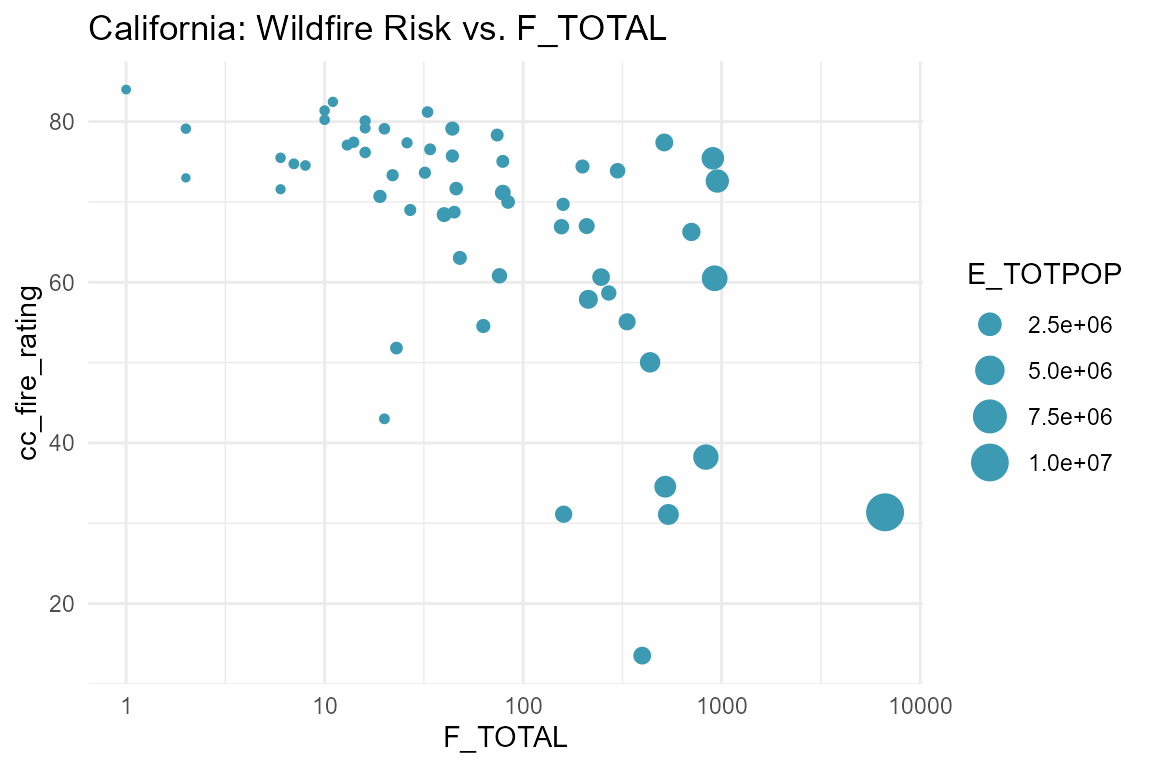 California: Wildfire Risk vs. F_TOTAL
cc_fire_rating
80
60
40
20
1
10
100
1000
10000
F_TOTAL
E_TOTPOP
2.5e+06
5.0e+06
7.5e+06
1.0e+07